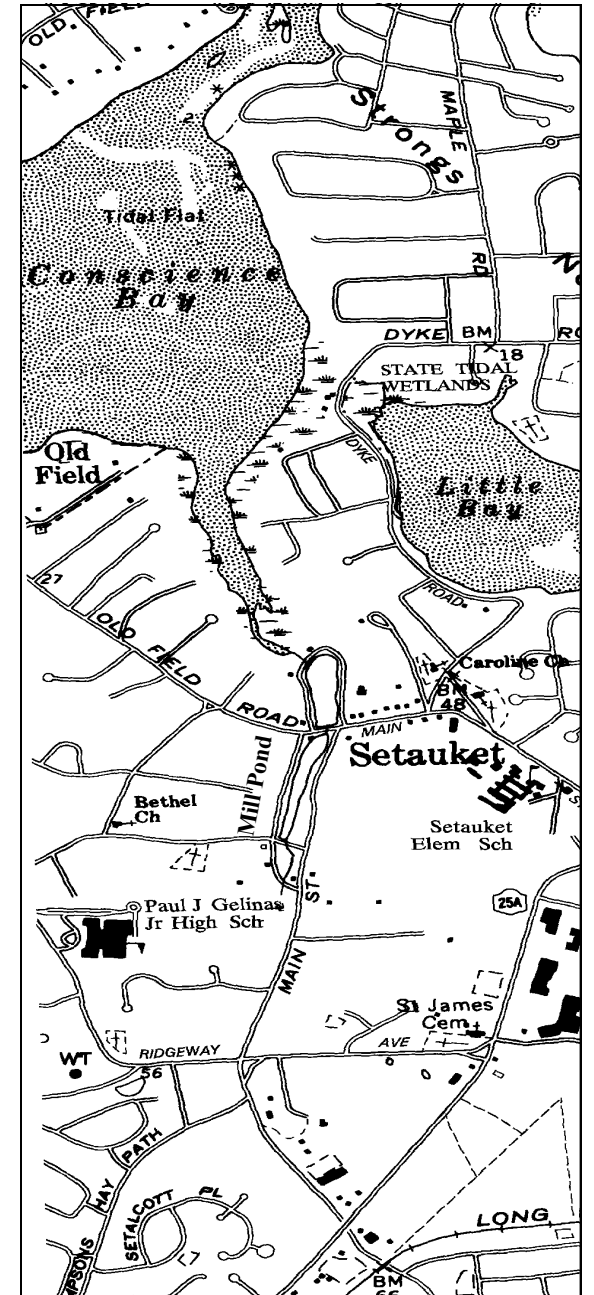 OLD FIELD
Strongs
MAPLE
RD
2
Tidal Flat
Conscience
Bay
DYKE BM
18
STATE TIDAL
WETLANDS
DYKE
Old
Field
Little
Bay
27
OLD FIELD
ROAD
ROAD
Caroline Ch
BM
48
MAIN
Setauket
Mill Pond
Bethel
Ch
Setauket
Elem Sch
ST
25A
Paul J Gelinas
Jr High Sch
MAIN
St James
Cem
WT
RIDGEWAY
AVE
56
HAY PATH
SETALCOTT PL
LONG
BM